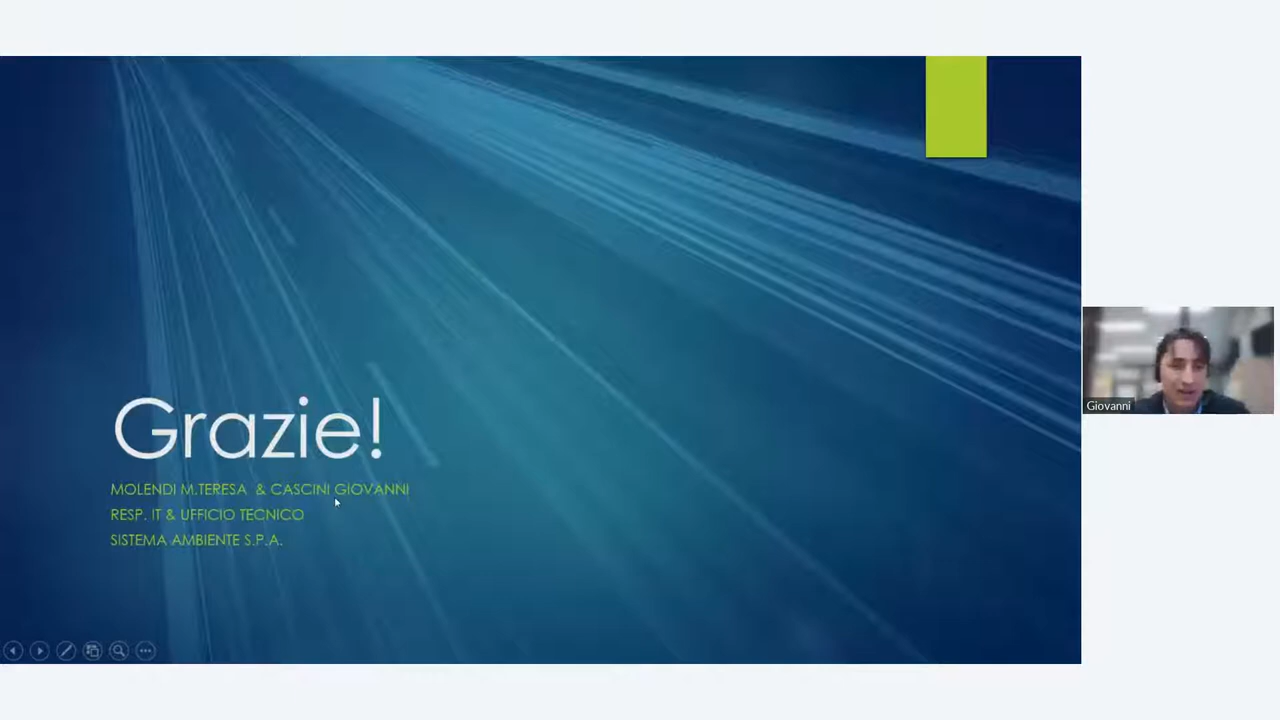 Grazie!
MOLENDI M.TERESA & CASCINI GIOVANNI
RESP. IT & UFFICIO TECNICO
SISTEMA AMBIENTE S.P.A.
Giovanni